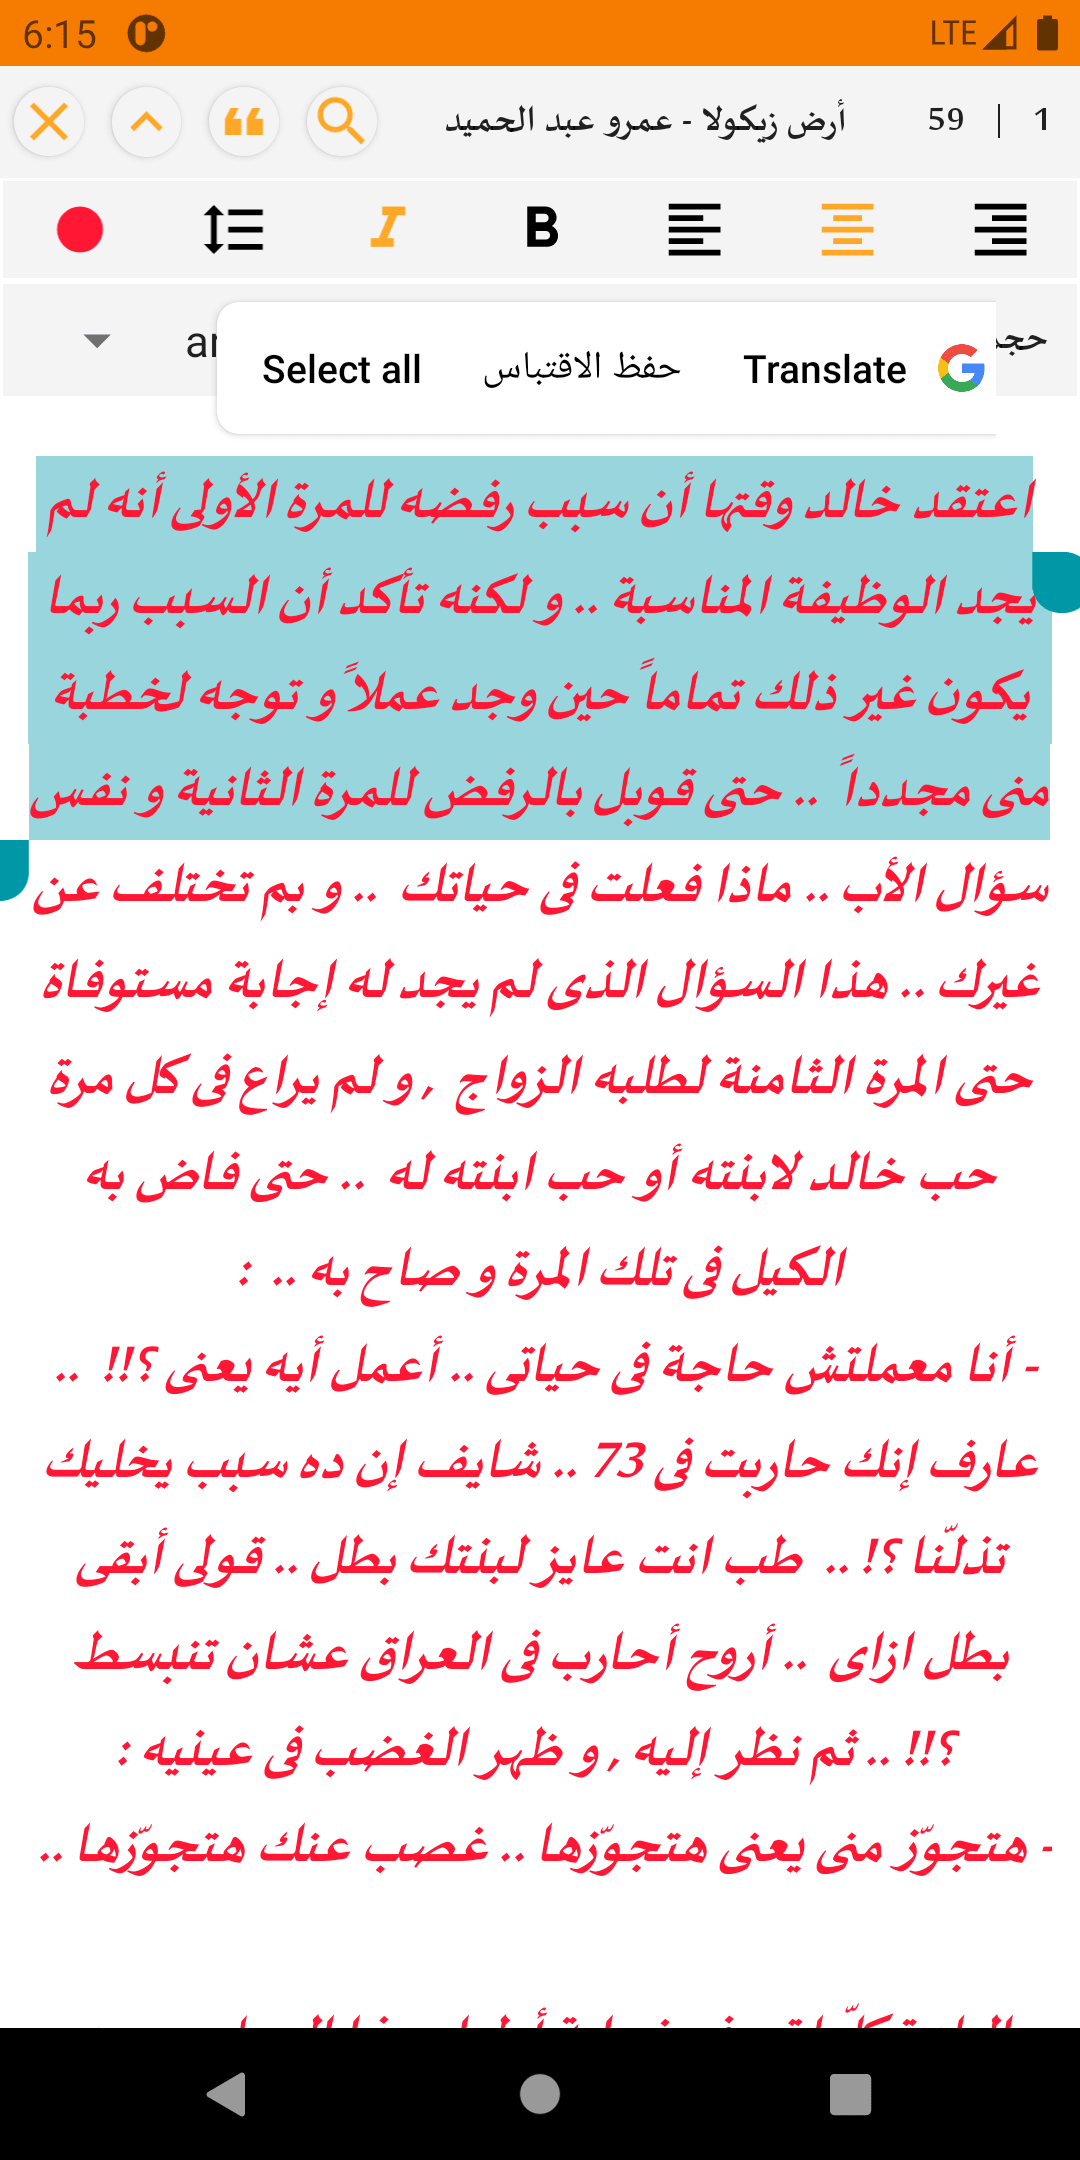 6:15 LTE
أرض زيكولا - عمرو عبد الحميد 59 | 1
B I
حجم
Select all حفظ الاقتباس Translate
اعتقد خالد وقتها أن سبب رفضه للمرة الأولى أنه لم
يجد الوظيفة المناسبة .. و لكنه تأكد أن السبب ربما
يكون غير ذلك تماماً حين وجد عملاً و توجه لخطبة
منى مجدداً .. حتى قوبل بالرفض للمرة الثانية و نفس
سؤال الأب .. ماذا فعلت فى حياتك .. و بم تختلف عن
غيرك .. هذا السؤال الذى لم يجد له إجابة مستوفاة
حتى المرة الثامنة لطلبه الزواج , و لم يراع فى كل مرة
حب خالد لابنته أو حب ابنته له .. حتى فاض به
الكيل فى تلك المرة و صاح به .. :
- أنا معملتش حاجة فى حياتى .. أعمل أيه يعنى ؟!! ..
عارف إنك حاربت فى 73 .. شايف إن ده سبب يخليك
تذلّنا ؟! .. طب انت عايز لبنتك بطل .. قولى أبقى
بطل ازاى .. أروح أحارب فى العراق عشان تنبسط
؟!! .. ثم نظر إليه , و ظهر الغضب فى عينيه :
- هتجوّز منى يعنى هتجوّزها .. غصب عنك هتجوّزها ..